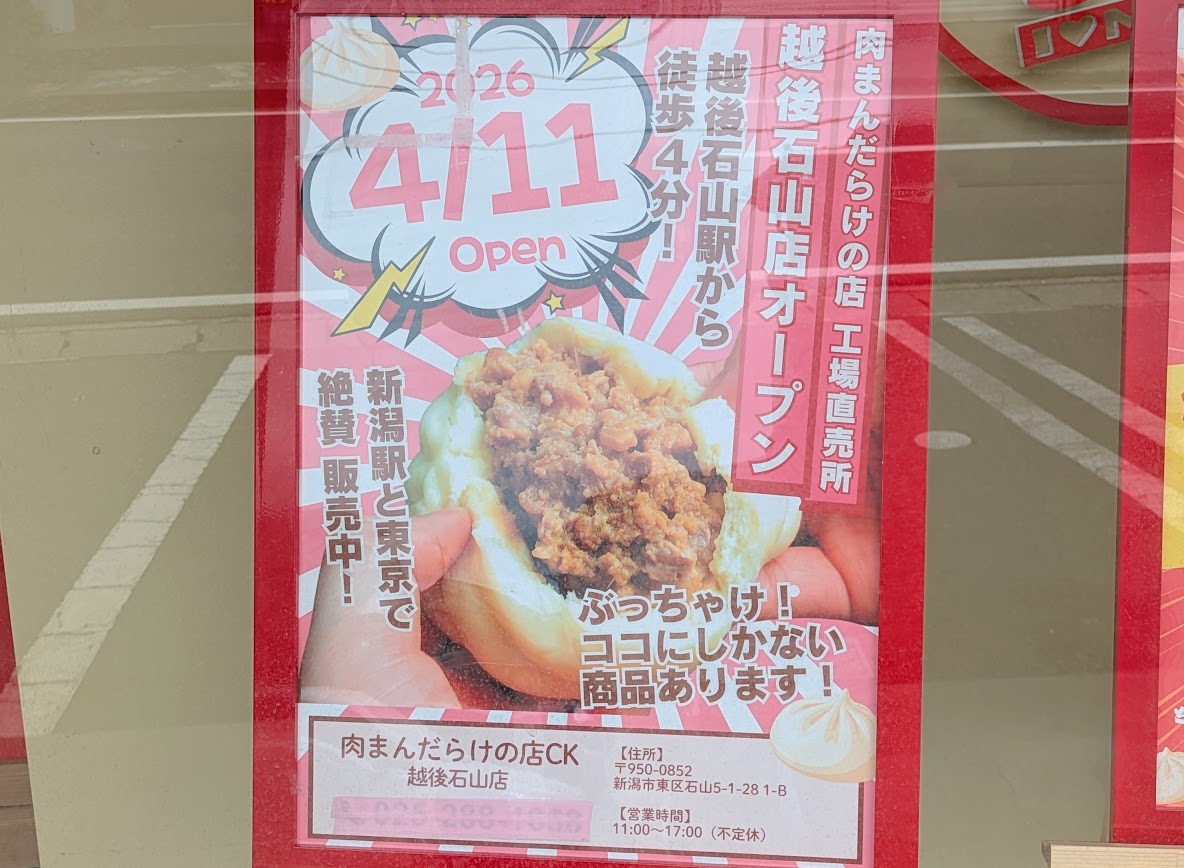 肉まんだらけの店 工場直売所
越後石山店オープン
越後石山駅から
徒歩4分!
2026
4/11
Open
新潟駅と東京で
絶賛 販売中!
ぶっちゃけ!
ココにしかない
商品あります!
肉まんだらけの店CK
越後石山店
【住所】
〒950-0852
新潟市東区石山5-1-28 1-B
【営業時間】
11:00〜17:00(不定休)